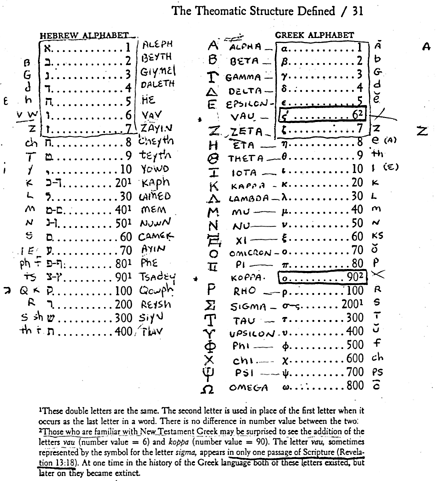 The Theomatic Structure Defined / 31
HEBREW ALPHABET
א..........1 ALEPH
B ב..........2 BEYTH
G ג..........3 GIYMEL
d ד..........4 DALETH
E h ה..........5 HE
V W ו..........6 VAV
Z ז..........7 ZAYIN
ch ח..........8 Cheyth
T ט..........9 teyth
i y י..........10 YOWD
K כ-ך........20¹ Kaph
L ל..........30 LAMED
M מ-ם........40¹ MEM
N נ-ן........50¹ NUWN
S ס..........60 CAMEK
I E ע..........70 AYIN
ph פ-ף........80¹ PhE
TS צ-ץ........90¹ TSadey
Q K ק..........100 Qowph
R ר..........200 REYSH
S sh ש..........300 SIYN
th ת..........400 TAV
GREEK ALPHABET
Α ALPHA α..........1 A
Β BETA β..........2 b
Γ GAMMA γ..........3 G
Δ DELTA δ..........4 d
Ε EPSILON ε..........5 ĕ
VAU ς..........6²
Ζ ZETA ζ..........7 Z Z
Η ETA η..........8 e (A)
Θ THETA θ..........9 th
Ι IOTA ι..........10 I (E)
Κ KAPPA κ..........20 K
Λ LAMBDA λ..........30 L
Μ MU μ..........40 M
Ν NU ν..........50 N
Ξ XI ξ..........60 KS
Ο OMICRON ο..........70 ŏ
Π PI π..........80 P
KOPPA ..........90²
Ρ RHO ρ..........100 R
Σ SIGMA σ-ς........200¹ S
Τ TAU τ..........300 T
Υ UPSILON υ..........400 U
Φ PHI φ..........500 f
Χ CHI χ..........600 ch
Ψ PSI ψ..........700 PS
Ω OMEGA ω..........800 ō
¹These double letters are the same. The second letter is used in place of the first letter when it
occurs as the last letter in a word. There is no difference in number value between the two.
²Those who are familiar with New Testament Greek may be surprised to see the addition of the
letters vau (number value = 6) and koppa (number value = 90). The letter vau, sometimes
represented by the symbol for the letter sigma, appears in only one passage of Scripture (Revela-
tion 13:18). At one time in the history of the Greek language both of these letters existed, but
later on they became extinct.